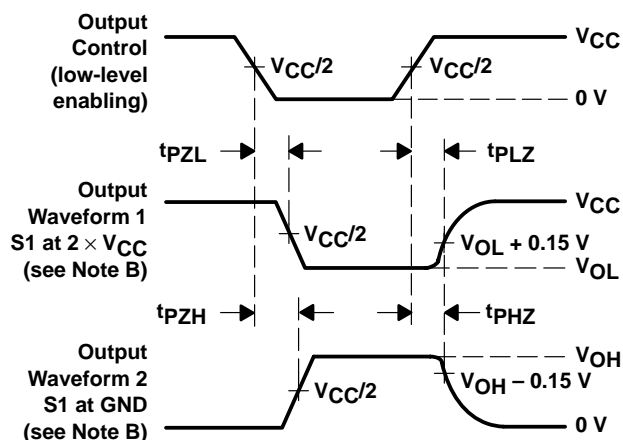 Output
Control
(low-level
enabling)
VCC/2
VCC/2
VCC
0 V
tPZL
tPLZ
Output
Waveform 1
S1 at 2 × VCC
(see Note B)
VCC/2
VCC
VOL + 0.15 V
VOL
tPZH
tPHZ
Output
Waveform 2
S1 at GND
(see Note B)
VCC/2
VOH
VOH – 0.15 V
0 V